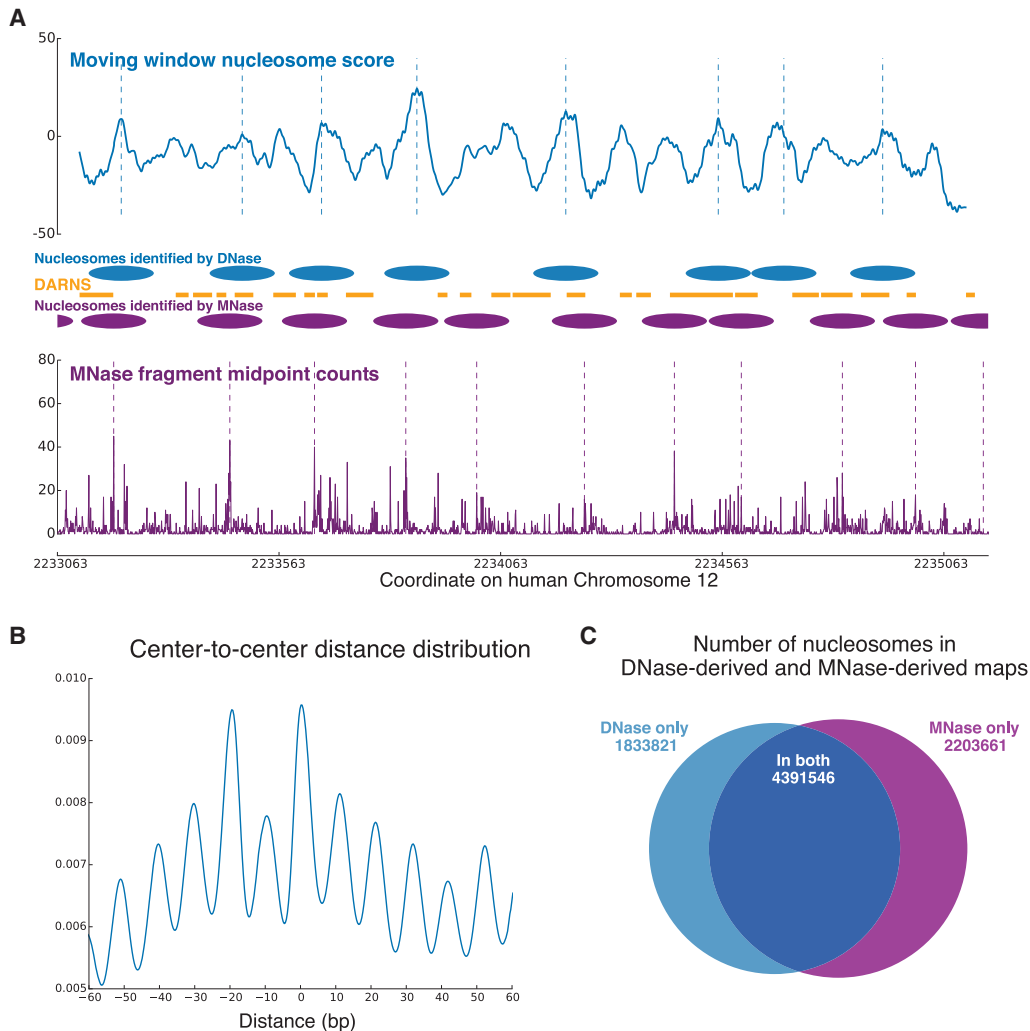 A
50
Moving window nucleosome score
0
-50
Nucleosomes identified by DNase
DARNS
Nucleosomes identified by MNase
80
MNase fragment midpoint counts
60
40
20
0
2233063 2233563 2234063 2234563 2235063
Coordinate on human Chromosome 12
B
Center-to-center distance distribution
0.010
0.009
0.008
0.007
0.006
0.005
−60 −50 −40 −30 −20 −10 0 10 20 30 40 50 60
Distance (bp)
C
Number of nucleosomes in
DNase-derived and MNase-derived maps
DNase only
1833821
MNase only
2203661
In both
4391546